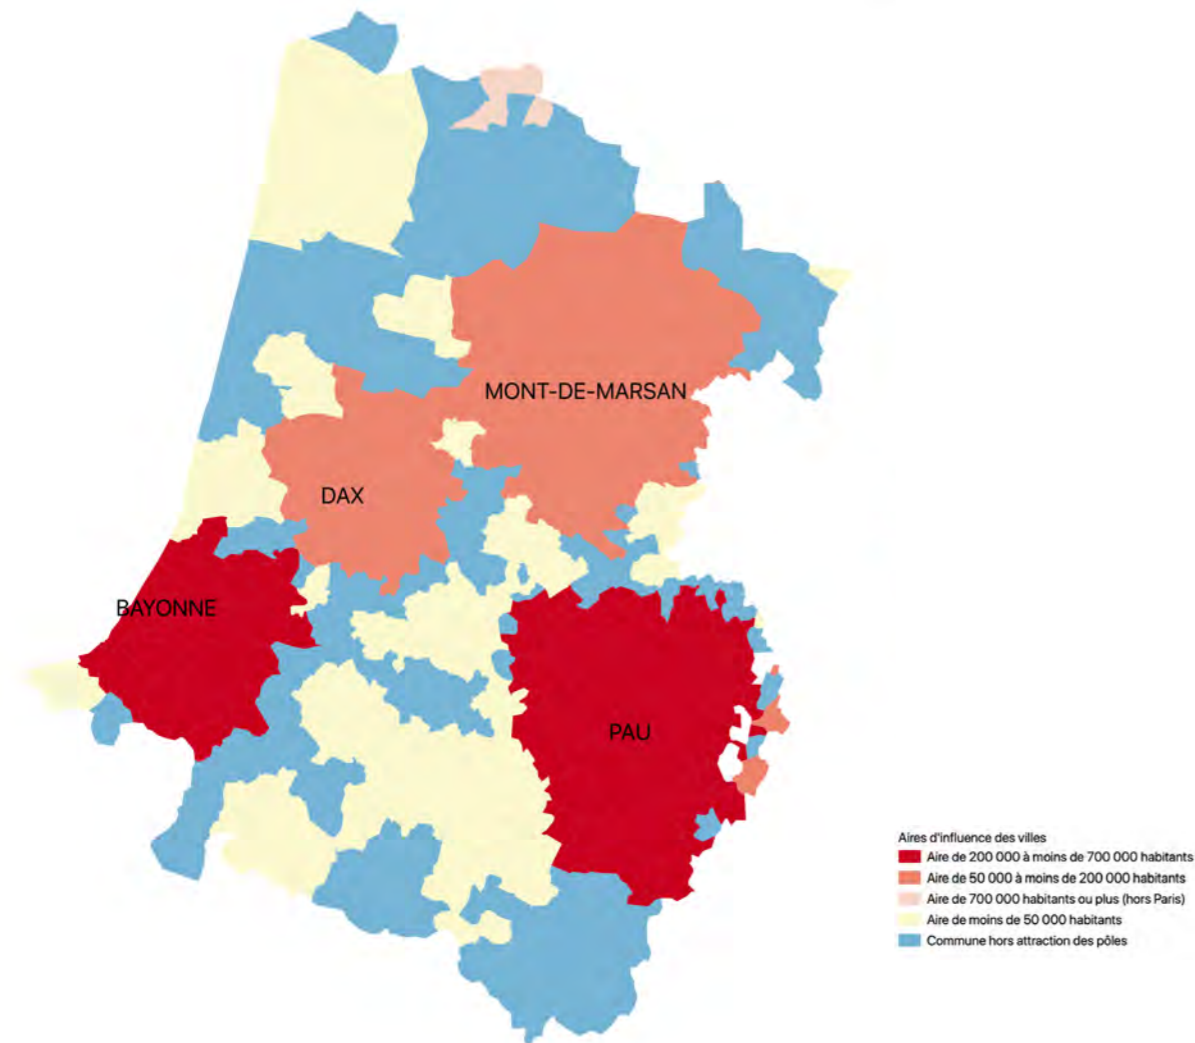 MONT-DE-MARSAN
DAX
BAYONNE
PAU
Aires d'influence des villes
Aire de 200 000 à moins de 700 000 habitants
Aire de 50 000 à moins de 200 000 habitants
Aire de 700 000 habitants ou plus (hors Paris)
Aire de moins de 50 000 habitants
Commune hors attraction des pôles